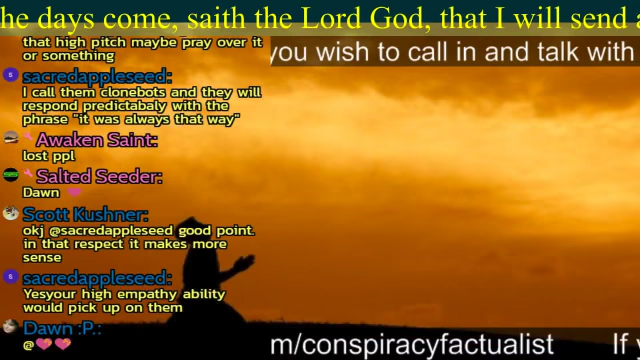 he days come, saith the Lord God, that I will send a
that high pitch maybe pray over it
or something
you wish to call in and talk with
sacredappleseed:
I call them clonebots and they will
respond predictabaly with the
phrase "it was always that way"
Awaken Saint:
lost ppl
Salted Seeder:
Dawn 💓
Scott Kushner:
okj @sacredappleseed good point.
in that respect it makes more
sense
sacredappleseed:
Yesyour high empathy ability
would pick up on them
Dawn :P.:
@💓💓
m/conspiracyfactualist
If